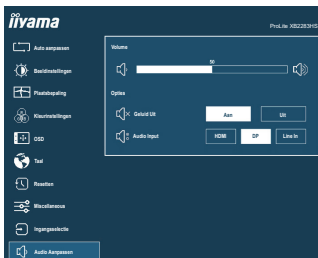 iiyama
ProLite XB2283HS
Auto aanpassen
Beeldinstellingen
Plaatsbepaling
Kleurinstellingen
OSD
Taal
Resetten
Miscellaneous
Ingangsselectie
Audio Aanpassen
Volume
50
Opties
Geluid Uit
Aan
Uit
Audio Input
HDMI
DP
Line In